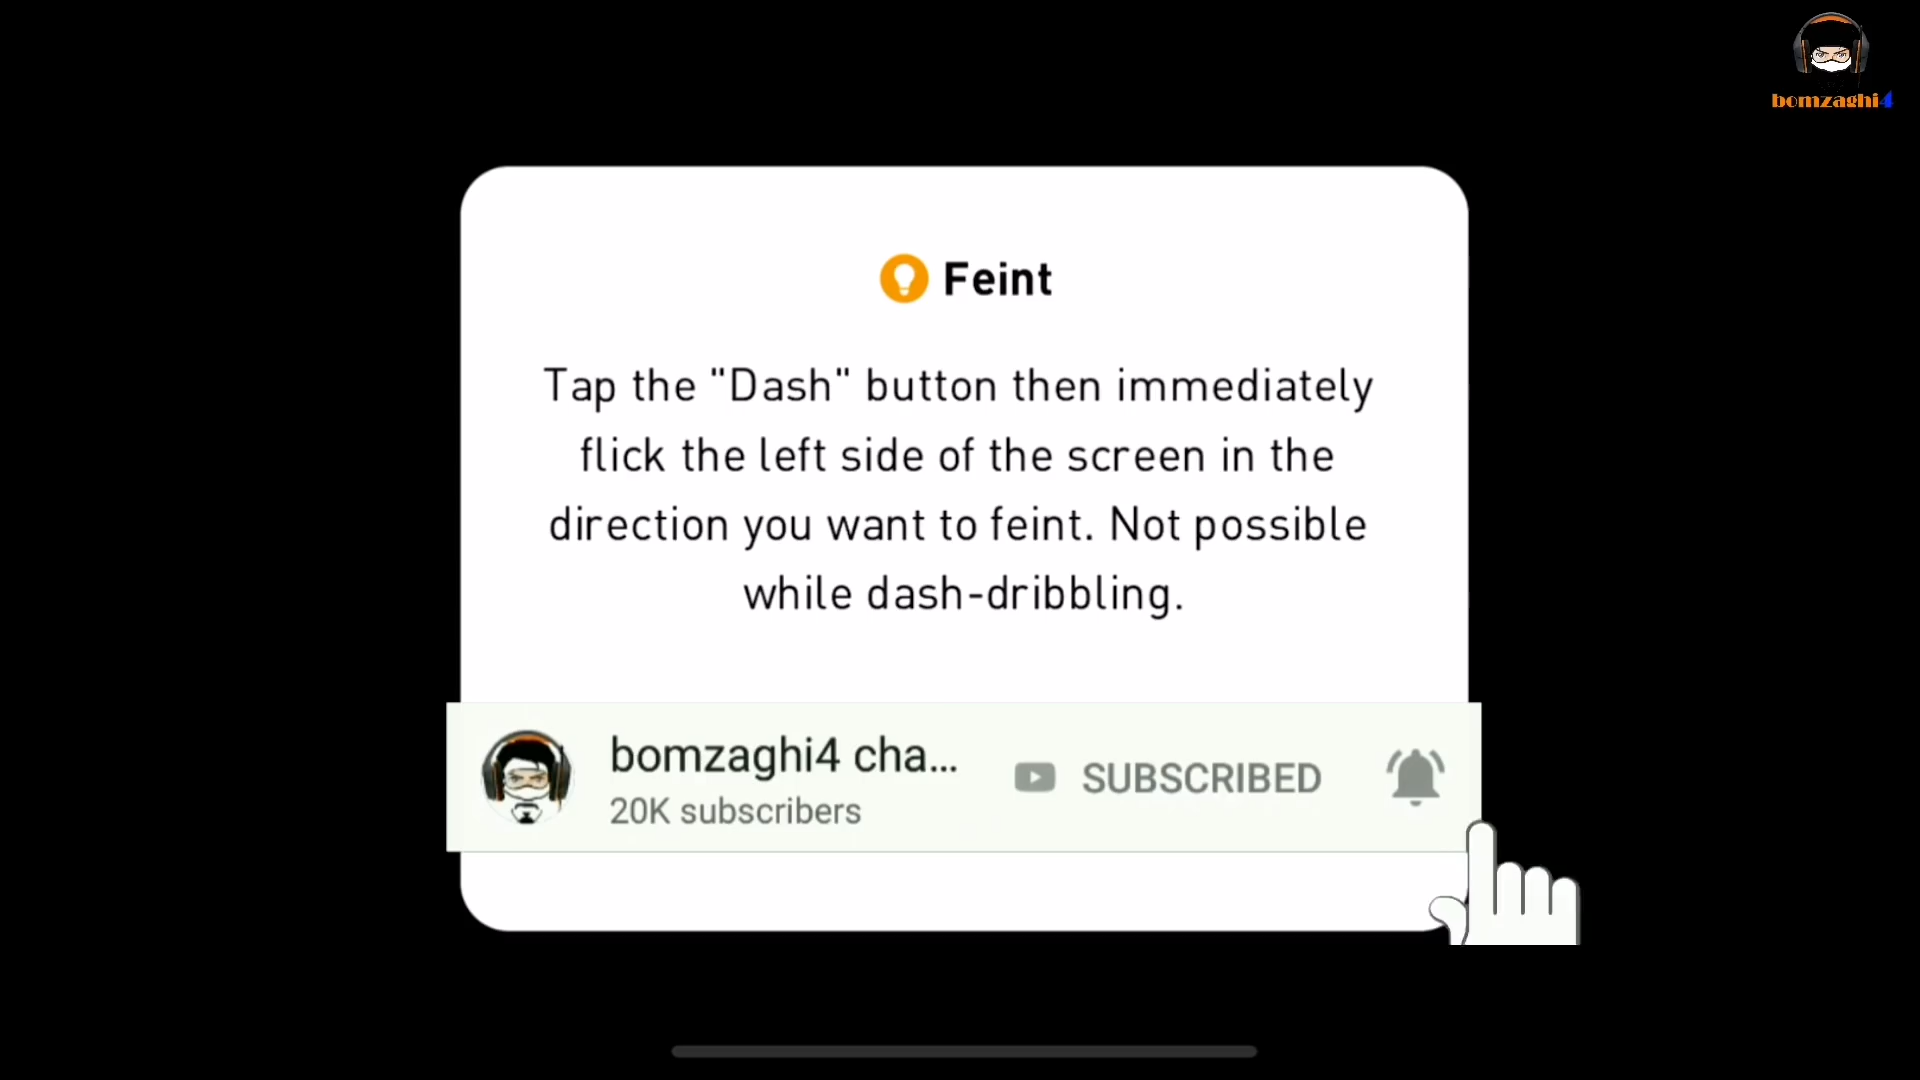 bomzaghi4
Feint
Tap the "Dash" button then immediately
flick the left side of the screen in the
direction you want to feint. Not possible
while dash-dribbling.
bomzaghi4 cha...
20K subscribers
SUBSCRIBED